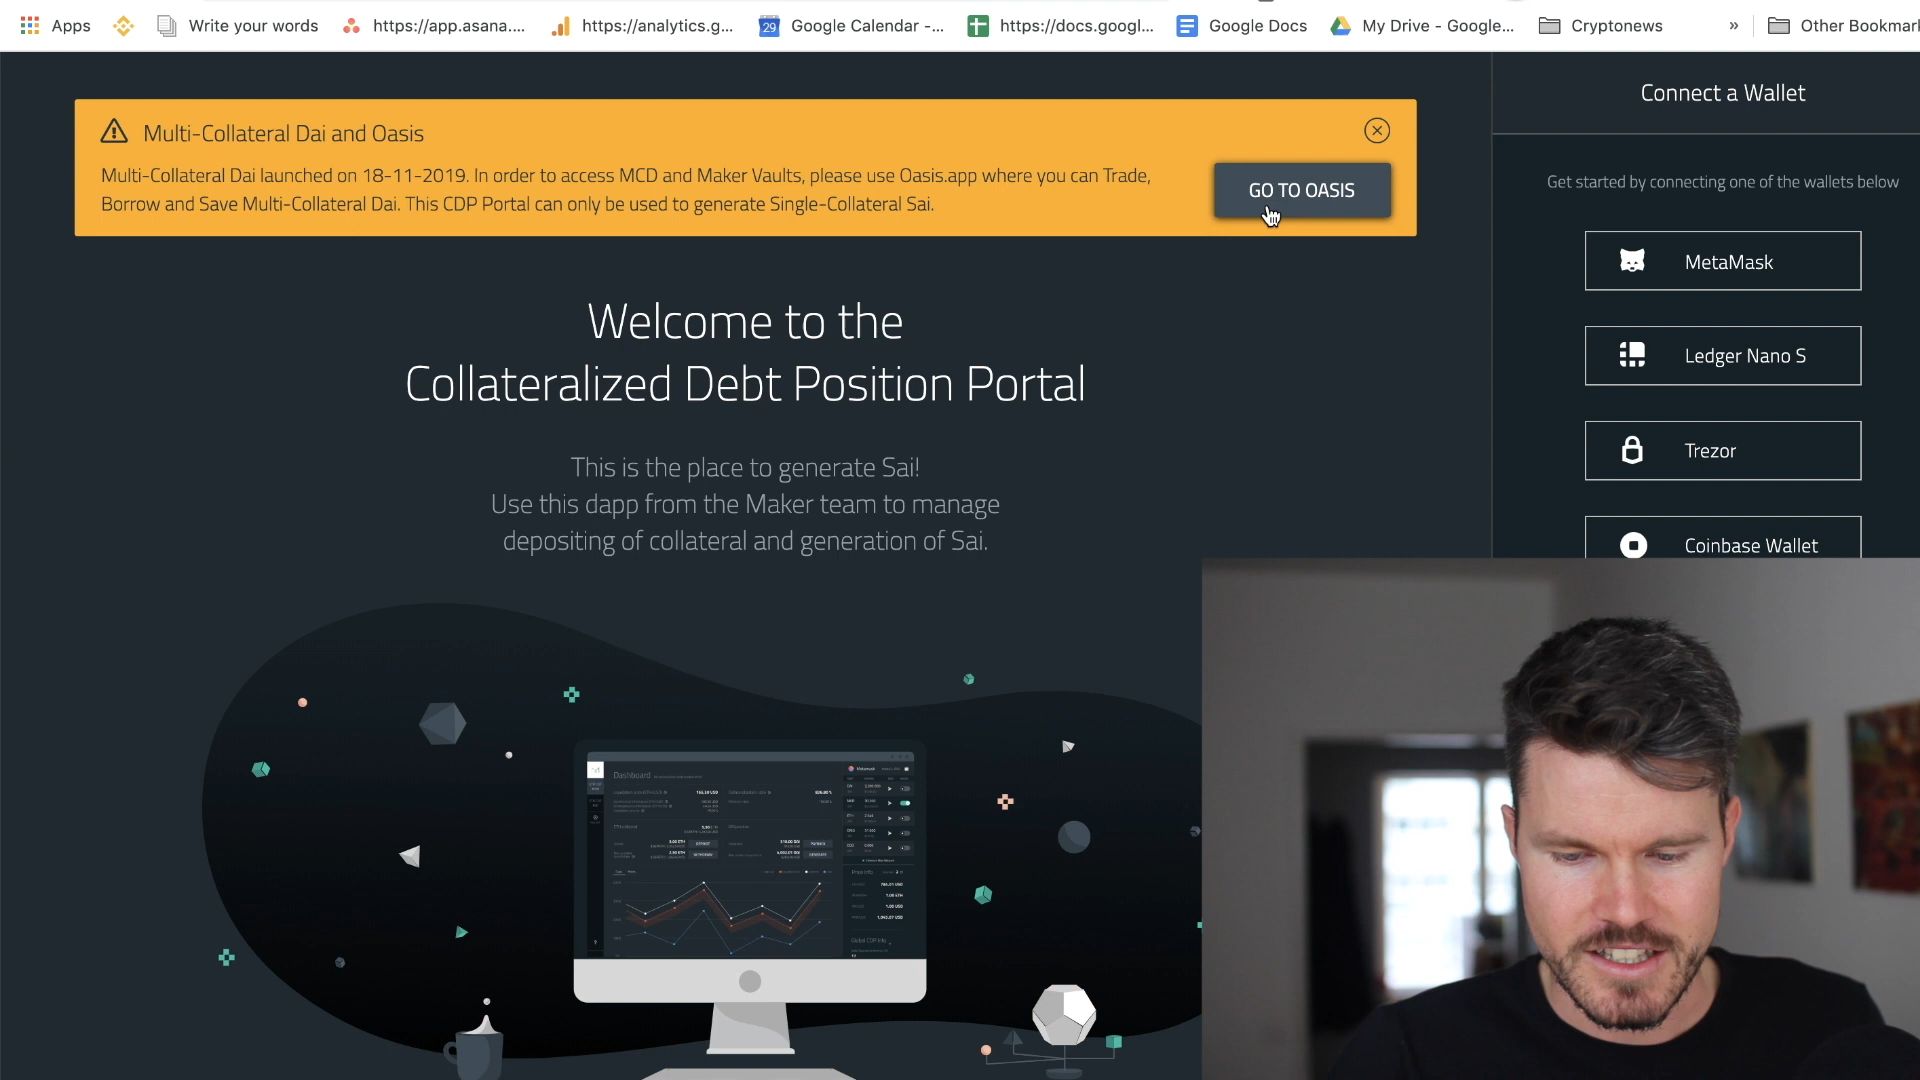 Apps
Write your words
https://app.asana....
https://analytics.g...
29
Google Calendar -...
https://docs.googl...
Google Docs
My Drive - Google...
Cryptonews
»
Other Bookmark
Multi-Collateral Dai and Oasis
Multi-Collateral Dai launched on 18-11-2019. In order to access MCD and Maker Vaults, please use Oasis.app where you can Trade,
Borrow and Save Multi-Collateral Dai. This CDP Portal can only be used to generate Single-Collateral Sai.
GO TO OASIS
Welcome to the
Collateralized Debt Position Portal
This is the place to generate Sai!
Use this dapp from the Maker team to manage
depositing of collateral and generation of Sai.
Connect a Wallet
Get started by connecting one of the wallets below
MetaMask
Ledger Nano S
Trezor
Coinbase Wallet
Dashboard